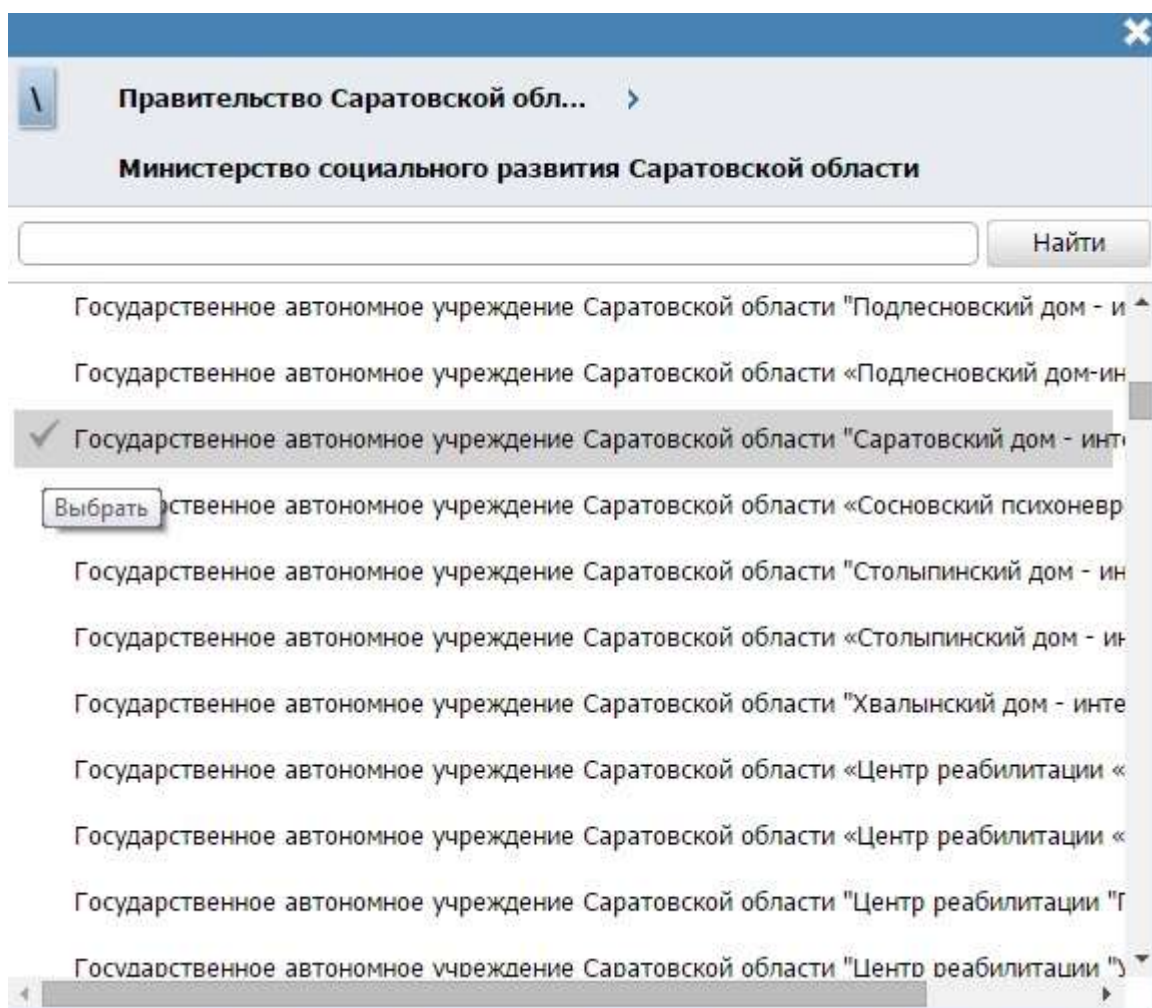 \ Правительство Саратовской обл... >
Министерство социального развития Саратовской области
Найти
Государственное автономное учреждение Саратовской области "Подлесновский дом - и
Государственное автономное учреждение Саратовской области «Подлесновский дом-ин
Государственное автономное учреждение Саратовской области "Саратовский дом - инте
Выбрать рственное автономное учреждение Саратовской области «Сосновский психоневр
Государственное автономное учреждение Саратовской области "Столыпинский дом - ин
Государственное автономное учреждение Саратовской области «Столыпинский дом - ин
Государственное автономное учреждение Саратовской области "Хвалынский дом - инте
Государственное автономное учреждение Саратовской области «Центр реабилитации «
Государственное автономное учреждение Саратовской области «Центр реабилитации «
Государственное автономное учреждение Саратовской области "Центр реабилитации "П
Государственное автономное учреждение Саратовской области "Центр реабилитации "У